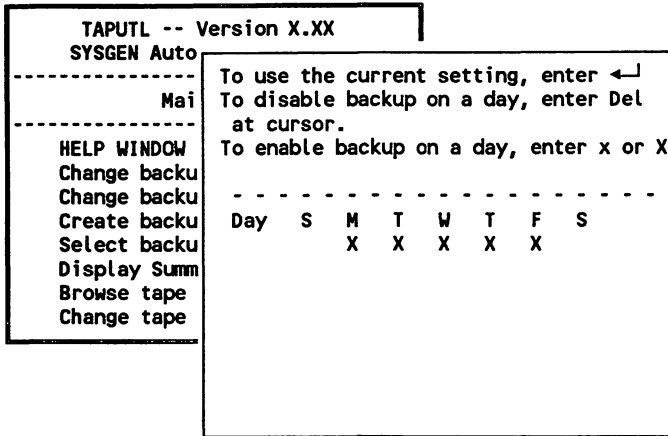 TAPUTL -- Version X.XX
SYSGEN Auto
Mai
HELP WINDOW
Change backu
Change backu
Create backu
Select backu
Display Summ
Browse tape
Change tape
To use the current setting, enter ↵
To disable backup on a day, enter Del
at cursor.
To enable backup on a day, enter x or X
Day S M T W T F S
X X X X X